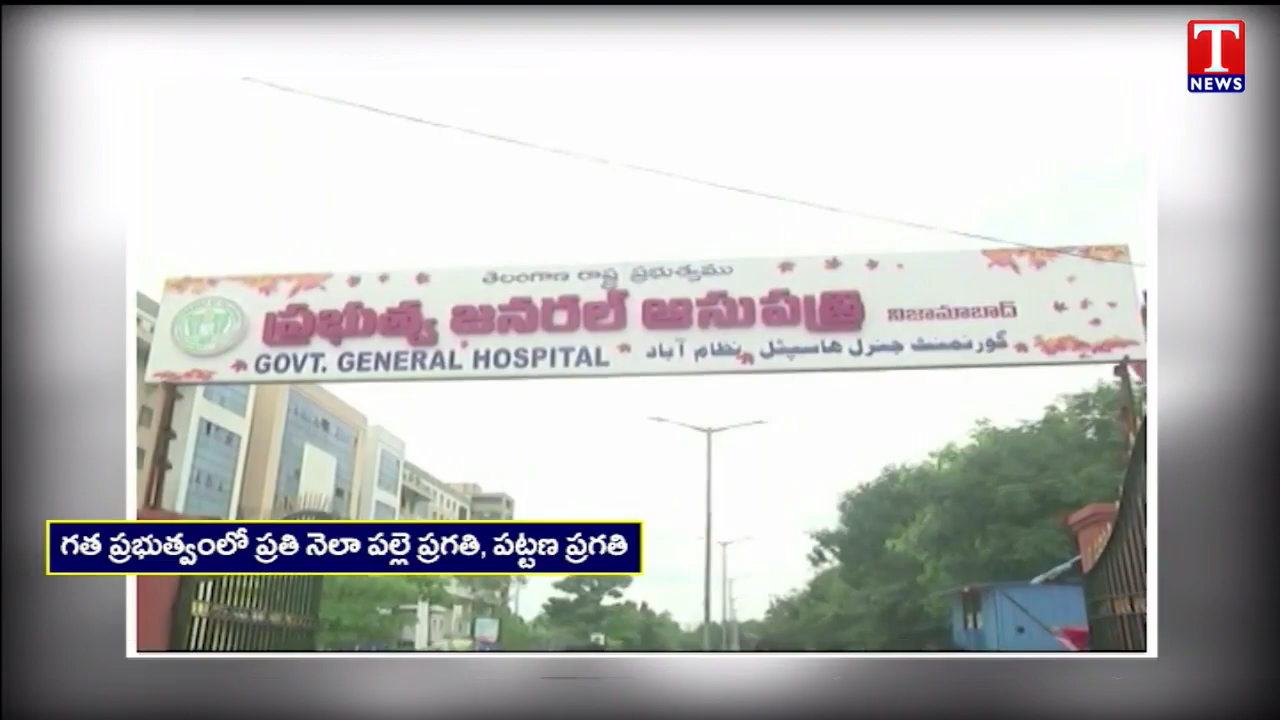 T
NEWS
తెలంగాణ రాష్ట్ర ప్రభుత్వము
ప్రభుత్వ జనరల్ ఆసుపత్రి నిజామాబాద్
GOVT. GENERAL HOSPITAL گورنمنٹ جنرل ہاسپٹل نظام آباد
గత ప్రభుత్వంలో ప్రతి నెలా పల్లె ప్రగతి, పట్టణ ప్రగతి